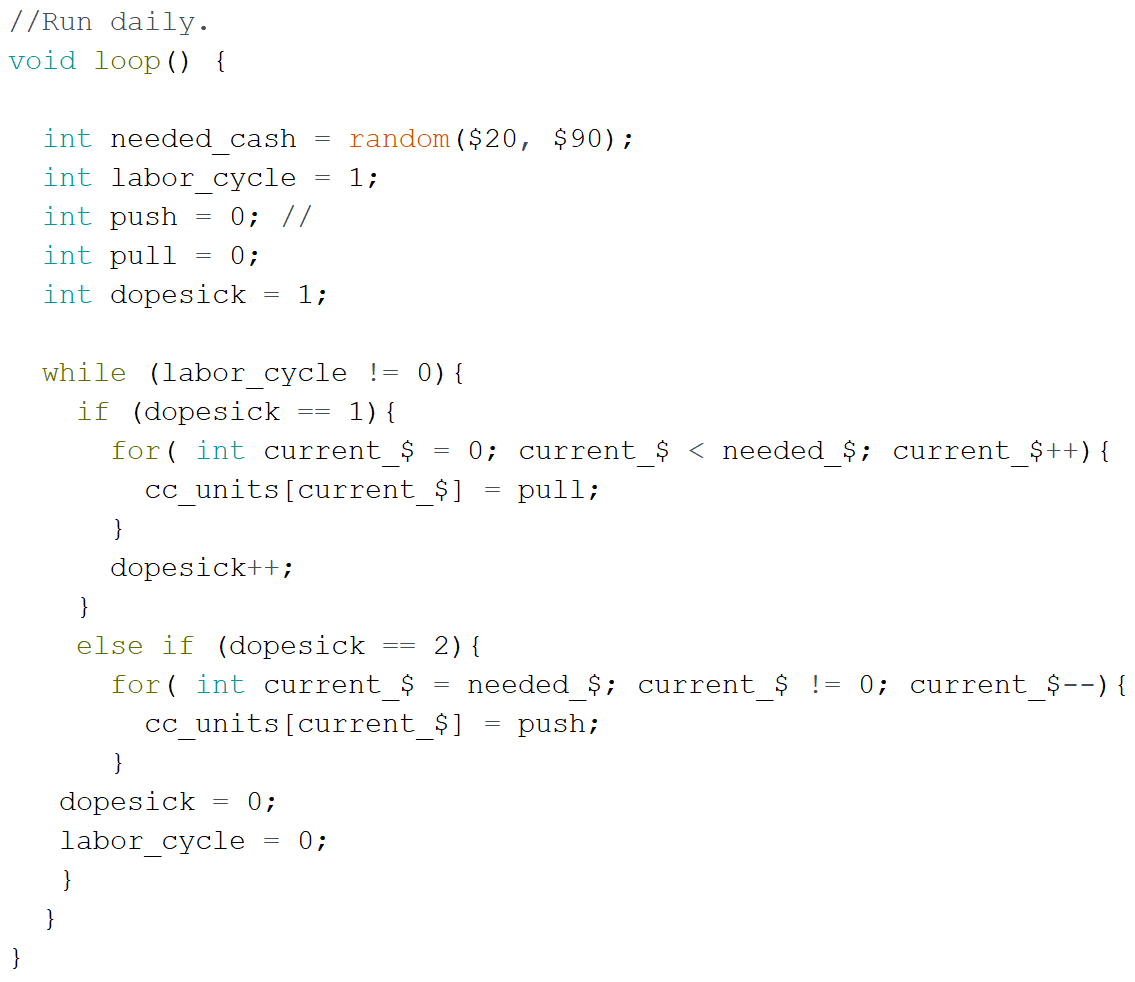 //Run daily.
void loop() {
int needed_cash = random($20, $90);
int labor_cycle = 1;
int push = 0; //
int pull = 0;
int dopesick = 1;
while (labor_cycle != 0){
if (dopesick == 1){
for( int current_$ = 0; current_$ < needed_$; current_$++){
cc_units[current_$] = pull;
}
dopesick++;
}
else if (dopesick == 2){
for( int current_$ = needed_$; current_$ != 0; current_$--){
cc_units[current_$] = push;
}
dopesick = 0;
labor_cycle = 0;
}
}
}